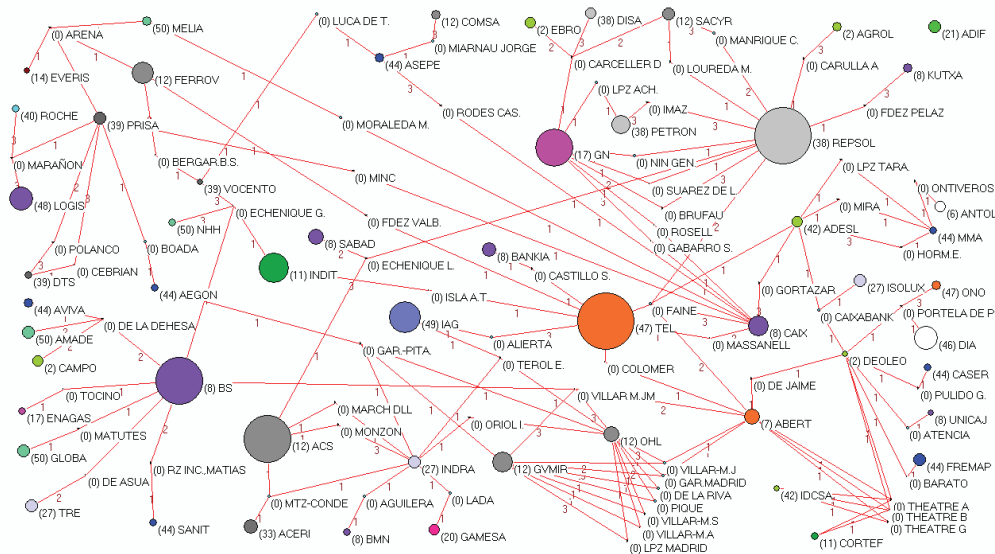 (0) LUCA DE T.
(12) COMSA
(38) DISA
(12) SACYR
(50) MELIA
(2) EBRO
(2) AGROL
(21) ADIF
(0) ARENA
(0) MANRIQUE C.
(0) MIARNAU JORGE
(44) ASEPE
(0) CARCELLER D
(0) CARULLA A
(14) EVERIS
(12) FERROV
(0) LOUREDA M.
(8) KUTXA
(0) LPZ ACH.
(40) ROCHE
(0) IMAZ
(0) RODES CAS.
(0) FDEZ PELAZ
(39) PRISA
(0) MORALEDA M.
(38) PETRON
(38) REPSOL
(0) MARAÑON
(0) BERGAR.B.S.
(17) GN
(0) NIN GEN.
(0) LPZ TARA.
(0) MINC
(39) VOCENTO
(0) SUAREZ DE L.
(0) ONTIVEROS
(48) LOGIS
(0) MIRA
(6) ANTOL
(0) ECHENIQUE G.
(0) BRUFAU
(50) NHH
(0) FDEZ VALB.
(42) ADESL
(0) ROSELL
(44) MMA
(8) SABAD
(0) POLANCO
(0) BOADA
(8) BANKIA
(0) GABARRO S.
(0) HORM.E.
(0) ECHENIQUE L.
(0) CEBRIAN
(11) INDIT
(39) DTS
(0) CASTILLO S.
(27) ISOLUX
(47) ONO
(44) AEGON
(0) GORTAZAR
(0) ISLA A.T.
(44) AVIVA
(0) FAINE
(0) CAIXABANK
(0) PORTELA DE P
(49) IAG
(47) TEL
(8) CAIX
(0) DE LA DEHESA
(50) AMADE
(0) ALIERTA
(0) MASSANELL
(46) DIA
(0) GAR.-PITA.
(2) CAMPO
(2) DEOLEO
(0) TEROL E.
(0) COLOMER
(44) CASER
(8) BS
(0) DE JAIME
(0) TOCINO
(0) VILLAR M.JM
(0) PULIDO G.
(17) ENAGAS
(0) MARCH DLL
(8) UNICAJ
(7) ABERT
(0) ORIOL I.
(0) MONZON
(0) MATUTES
(0) ATENCIA
(12) ACS
(12) OHL
(50) GLOBA
(44) FREMAP
(27) INDRA
(12) GVMIR
(0) VILLAR-M.J
(0) RZ INC.,MATIAS
(0) BARATO
(0) DE ASUA
(0) GAR.MADRID
(42) IDCSA
(0) DE LA RIVA
(0) MTZ-CONDE
(0) AGUILERA
(0) LADA
(0) THEATRE A
(27) TRE
(0) PIQUE
(0) THEATRE B
(44) SANIT
(0) VILLAR-M.S
(33) ACERI
(8) BMN
(20) GAMESA
(0) THEATRE G
(0) VILLAR-M.A
(11) CORTEF
(0) LPZ MADRID